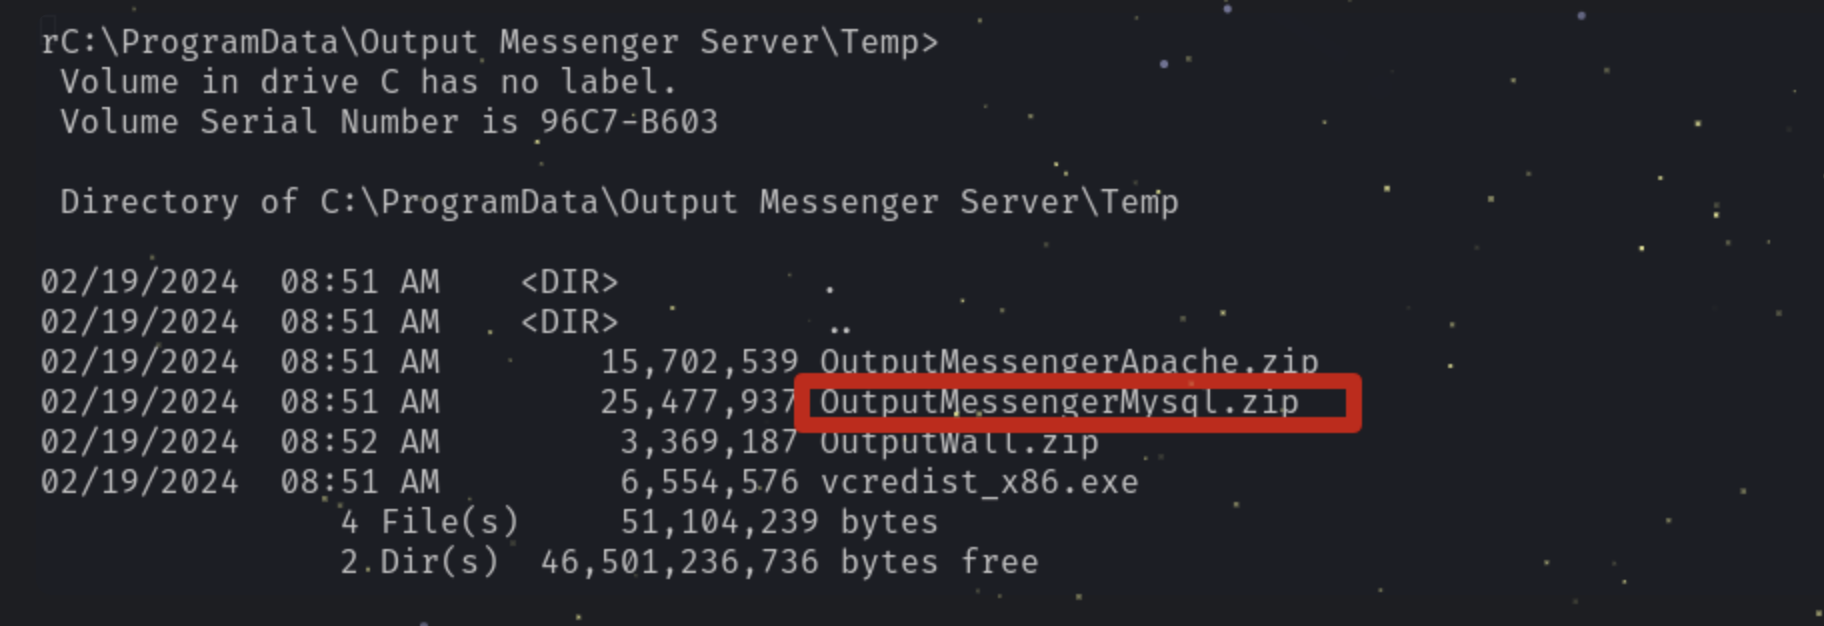 rC:\ProgramData\Output Messenger Server\Temp>
Volume in drive C has no label.
Volume Serial Number is 96C7-B603
Directory of C:\ProgramData\Output Messenger Server\Temp
02/19/2024  08:51 AM    <DIR>          .
02/19/2024  08:51 AM    <DIR>          ..
02/19/2024  08:51 AM        15,702,539 OutputMessengerApache.zip
02/19/2024  08:51 AM        25,477,937 OutputMessengerMysql.zip
02/19/2024  08:52 AM         3,369,187 OutputWall.zip
02/19/2024  08:51 AM         6,554,576 vcredist_x86.exe
4 File(s)     51,104,239 bytes
2 Dir(s)  46,501,236,736 bytes free